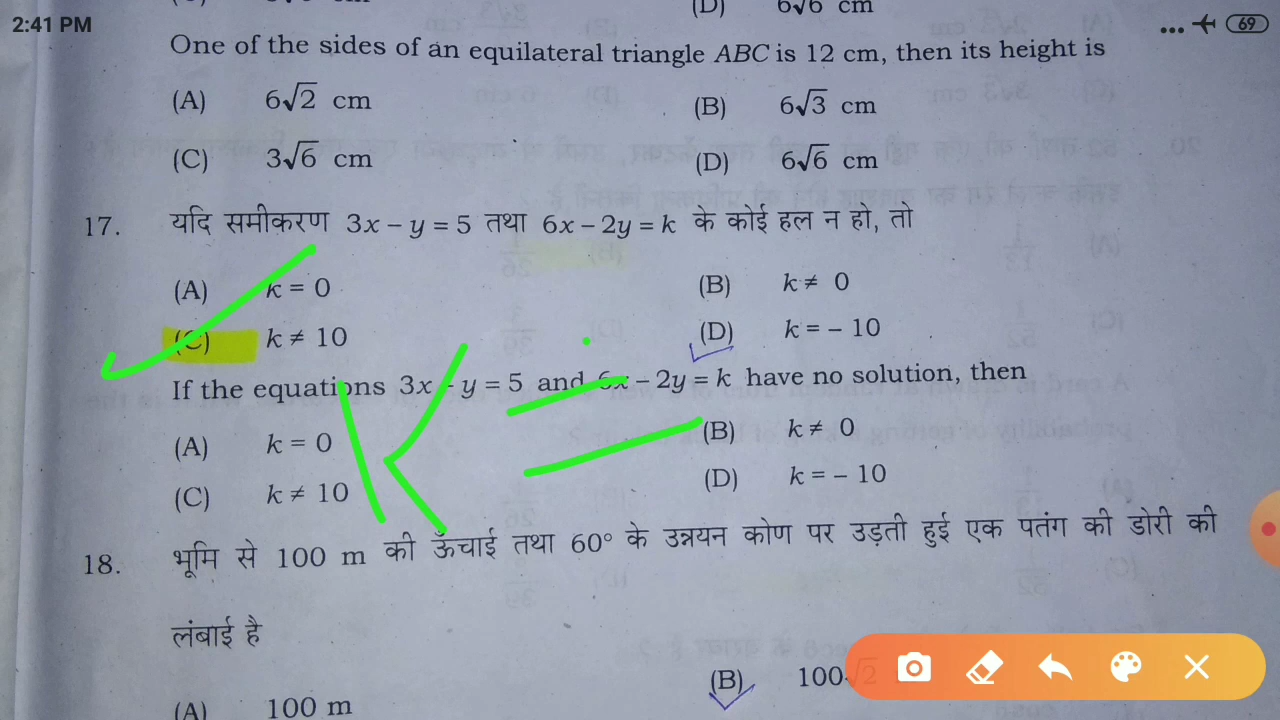 2:41 PM
69
(D) 6√6 cm
One of the sides of an equilateral triangle ABC is 12 cm, then its height is
(A) 6√2 cm (B) 6√3 cm
(C) 3√6 cm (D) 6√6 cm
17. यदि समीकरण 3x – y = 5 तथा 6x – 2y = k के कोई हल न हो, तो
(A) k = 0 (B) k ≠ 0
(C) k ≠ 10 (D) k = – 10
If the equations 3x – y = 5 and 6x – 2y = k have no solution, then
(A) k = 0 (B) k ≠ 0
(C) k ≠ 10 (D) k = – 10
18. भूमि से 100 m की ऊँचाई तथा 60° के उन्नयन कोण पर उड़ती हुई एक पतंग की डोरी की
लंबाई है
(A) 100 m (B) 100√2
K =